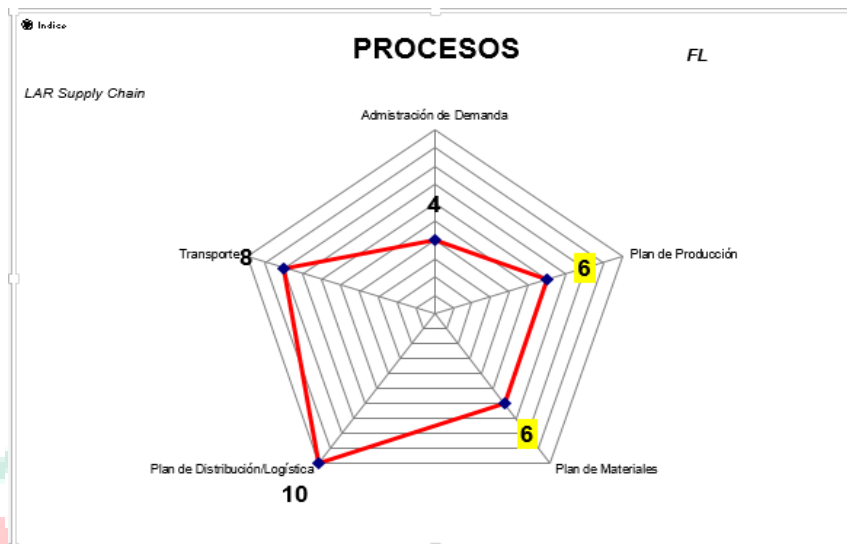 Indice
PROCESOS
FL
LAR Supply Chain
Admistración de Demanda
4
Transporte
8
6
Plan de Producción
6
Plan de Distribución/Logística
Plan de Materiales
10